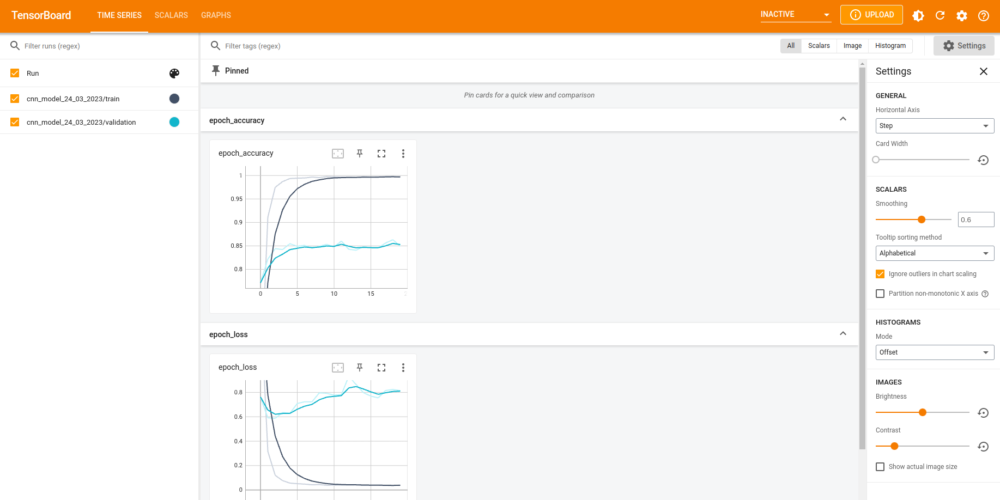 TensorBoard TIME SERIES SCALARS GRAPHS INACTIVE UPLOAD
Filter runs (regex)
Run
cnn_model_24_03_2023/train
cnn_model_24_03_2023/validation
Filter tags (regex) All Scalars Image Histogram Settings
Pinned
Pin cards for a quick view and comparison
epoch_accuracy
epoch_accuracy
1
0.95
0.9
0.85
0.8
0 5 10 15 2
epoch_loss
epoch_loss
0.8
0.6
0.4
0.2
0
Settings
GENERAL
Horizontal Axis
Step
Card Width
SCALARS
Smoothing
0.6
Tooltip sorting method
Alphabetical
Ignore outliers in chart scaling
Partition non-monotonic X axis
HISTOGRAMS
Mode
Offset
IMAGES
Brightness
Contrast
Show actual image size